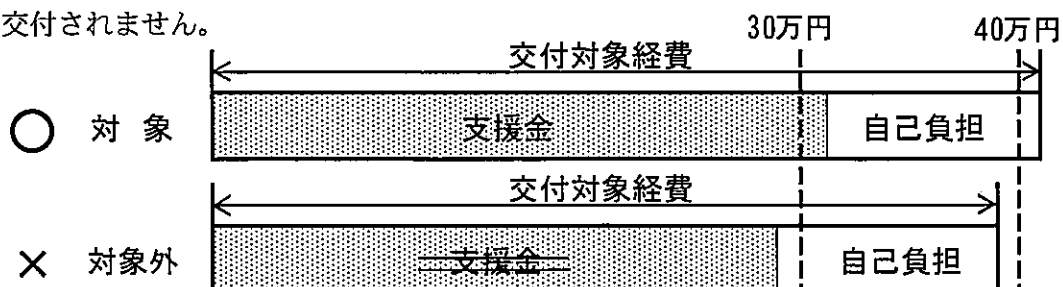 交付されません。
30万円 40万円
交付対象経費
○ 対象 支援金 自己負担
交付対象経費
× 対象外 支援金 自己負担